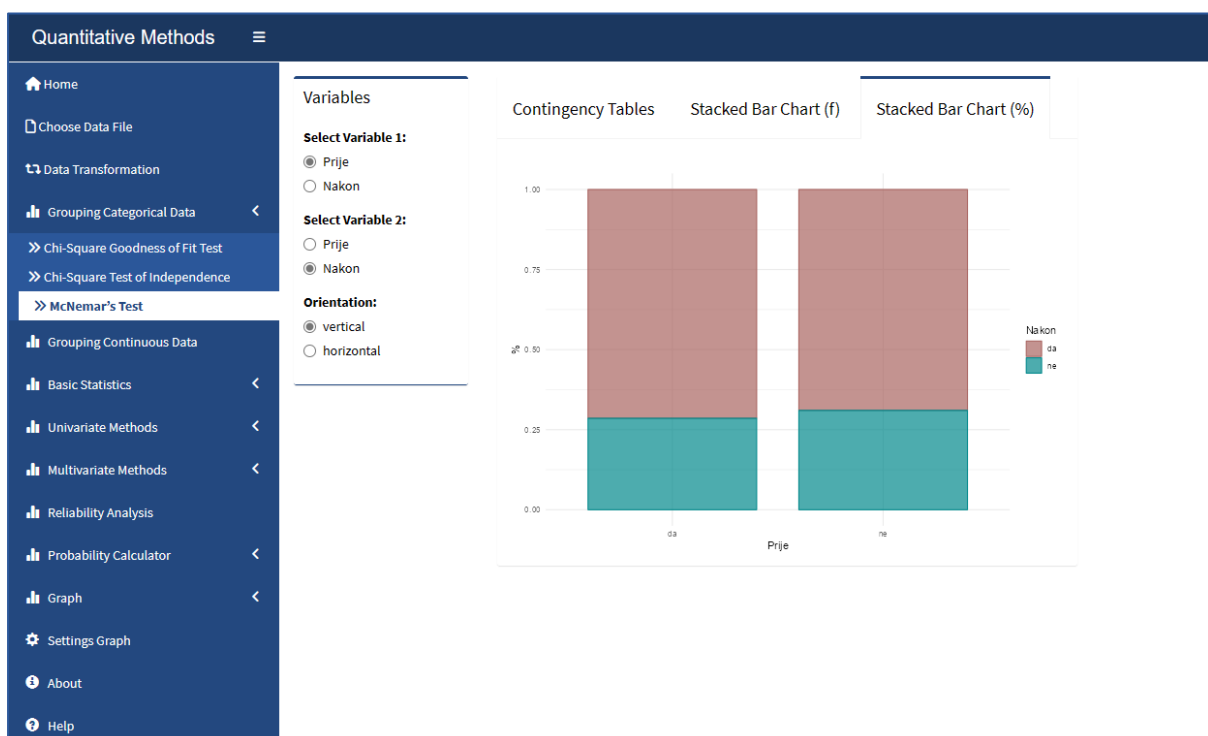 Quantitative Methods
Home
Choose Data File
Data Transformation
Grouping Categorical Data
Chi-Square Goodness of Fit Test
Chi-Square Test of Independence
McNemar's Test
Grouping Continuous Data
Basic Statistics
Univariate Methods
Multivariate Methods
Reliability Analysis
Probability Calculator
Graph
Settings Graph
About
Help
Variables
Select Variable 1:
Prije
Nakon
Select Variable 2:
Prije
Nakon
Orientation:
vertical
horizontal
Contingency Tables Stacked Bar Chart (f) Stacked Bar Chart (%)
1.00
0.75
% 0.50
0.25
0.00
da ne
Prije
Nakon
da
ne